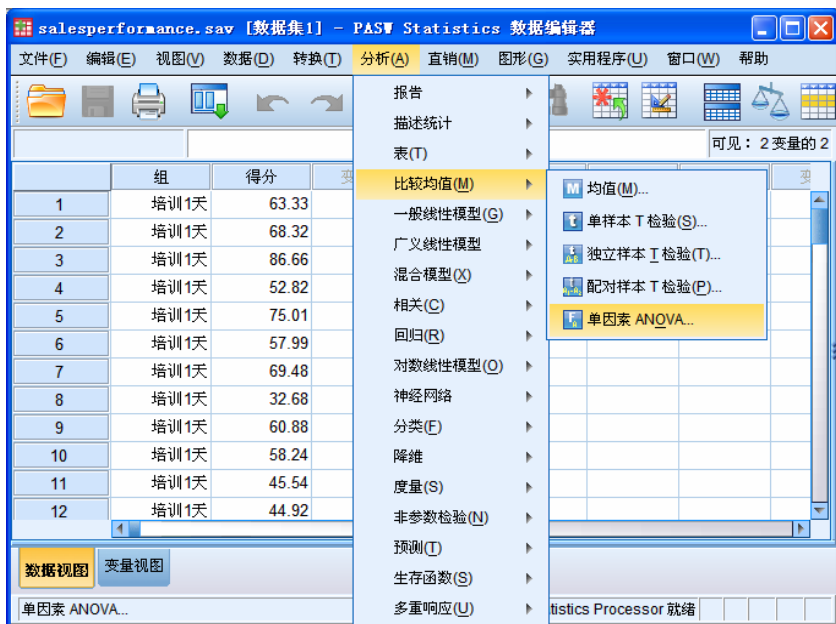 salesperformance.sav [数据集1] - PASW Statistics 数据编辑器
文件(F) 编辑(E) 视图(V) 数据(D) 转换(T) 分析(A) 直销(M) 图形(G) 实用程序(U) 窗口(W) 帮助
可见： 2变量的 2
组 得分
1 培训1天 63.33
2 培训1天 68.32
3 培训1天 86.66
4 培训1天 52.82
5 培训1天 75.01
6 培训1天 57.99
7 培训1天 69.48
8 培训1天 32.68
9 培训1天 60.88
10 培训1天 58.24
11 培训1天 45.54
12 培训1天 44.92
报告
描述统计
表(T)
比较均值(M)
一般线性模型(G)
广义线性模型
混合模型(X)
相关(C)
回归(R)
对数线性模型(O)
神经网络
分类(F)
降维
度量(S)
非参数检验(N)
预测(T)
生存函数(S)
多重响应(U)
均值(M)...
单样本 T 检验(S)...
独立样本 T 检验(T)...
配对样本 T 检验(P)...
单因素 ANOVA...
数据视图 变量视图
单因素 ANOVA...
tistics Processor 就绪